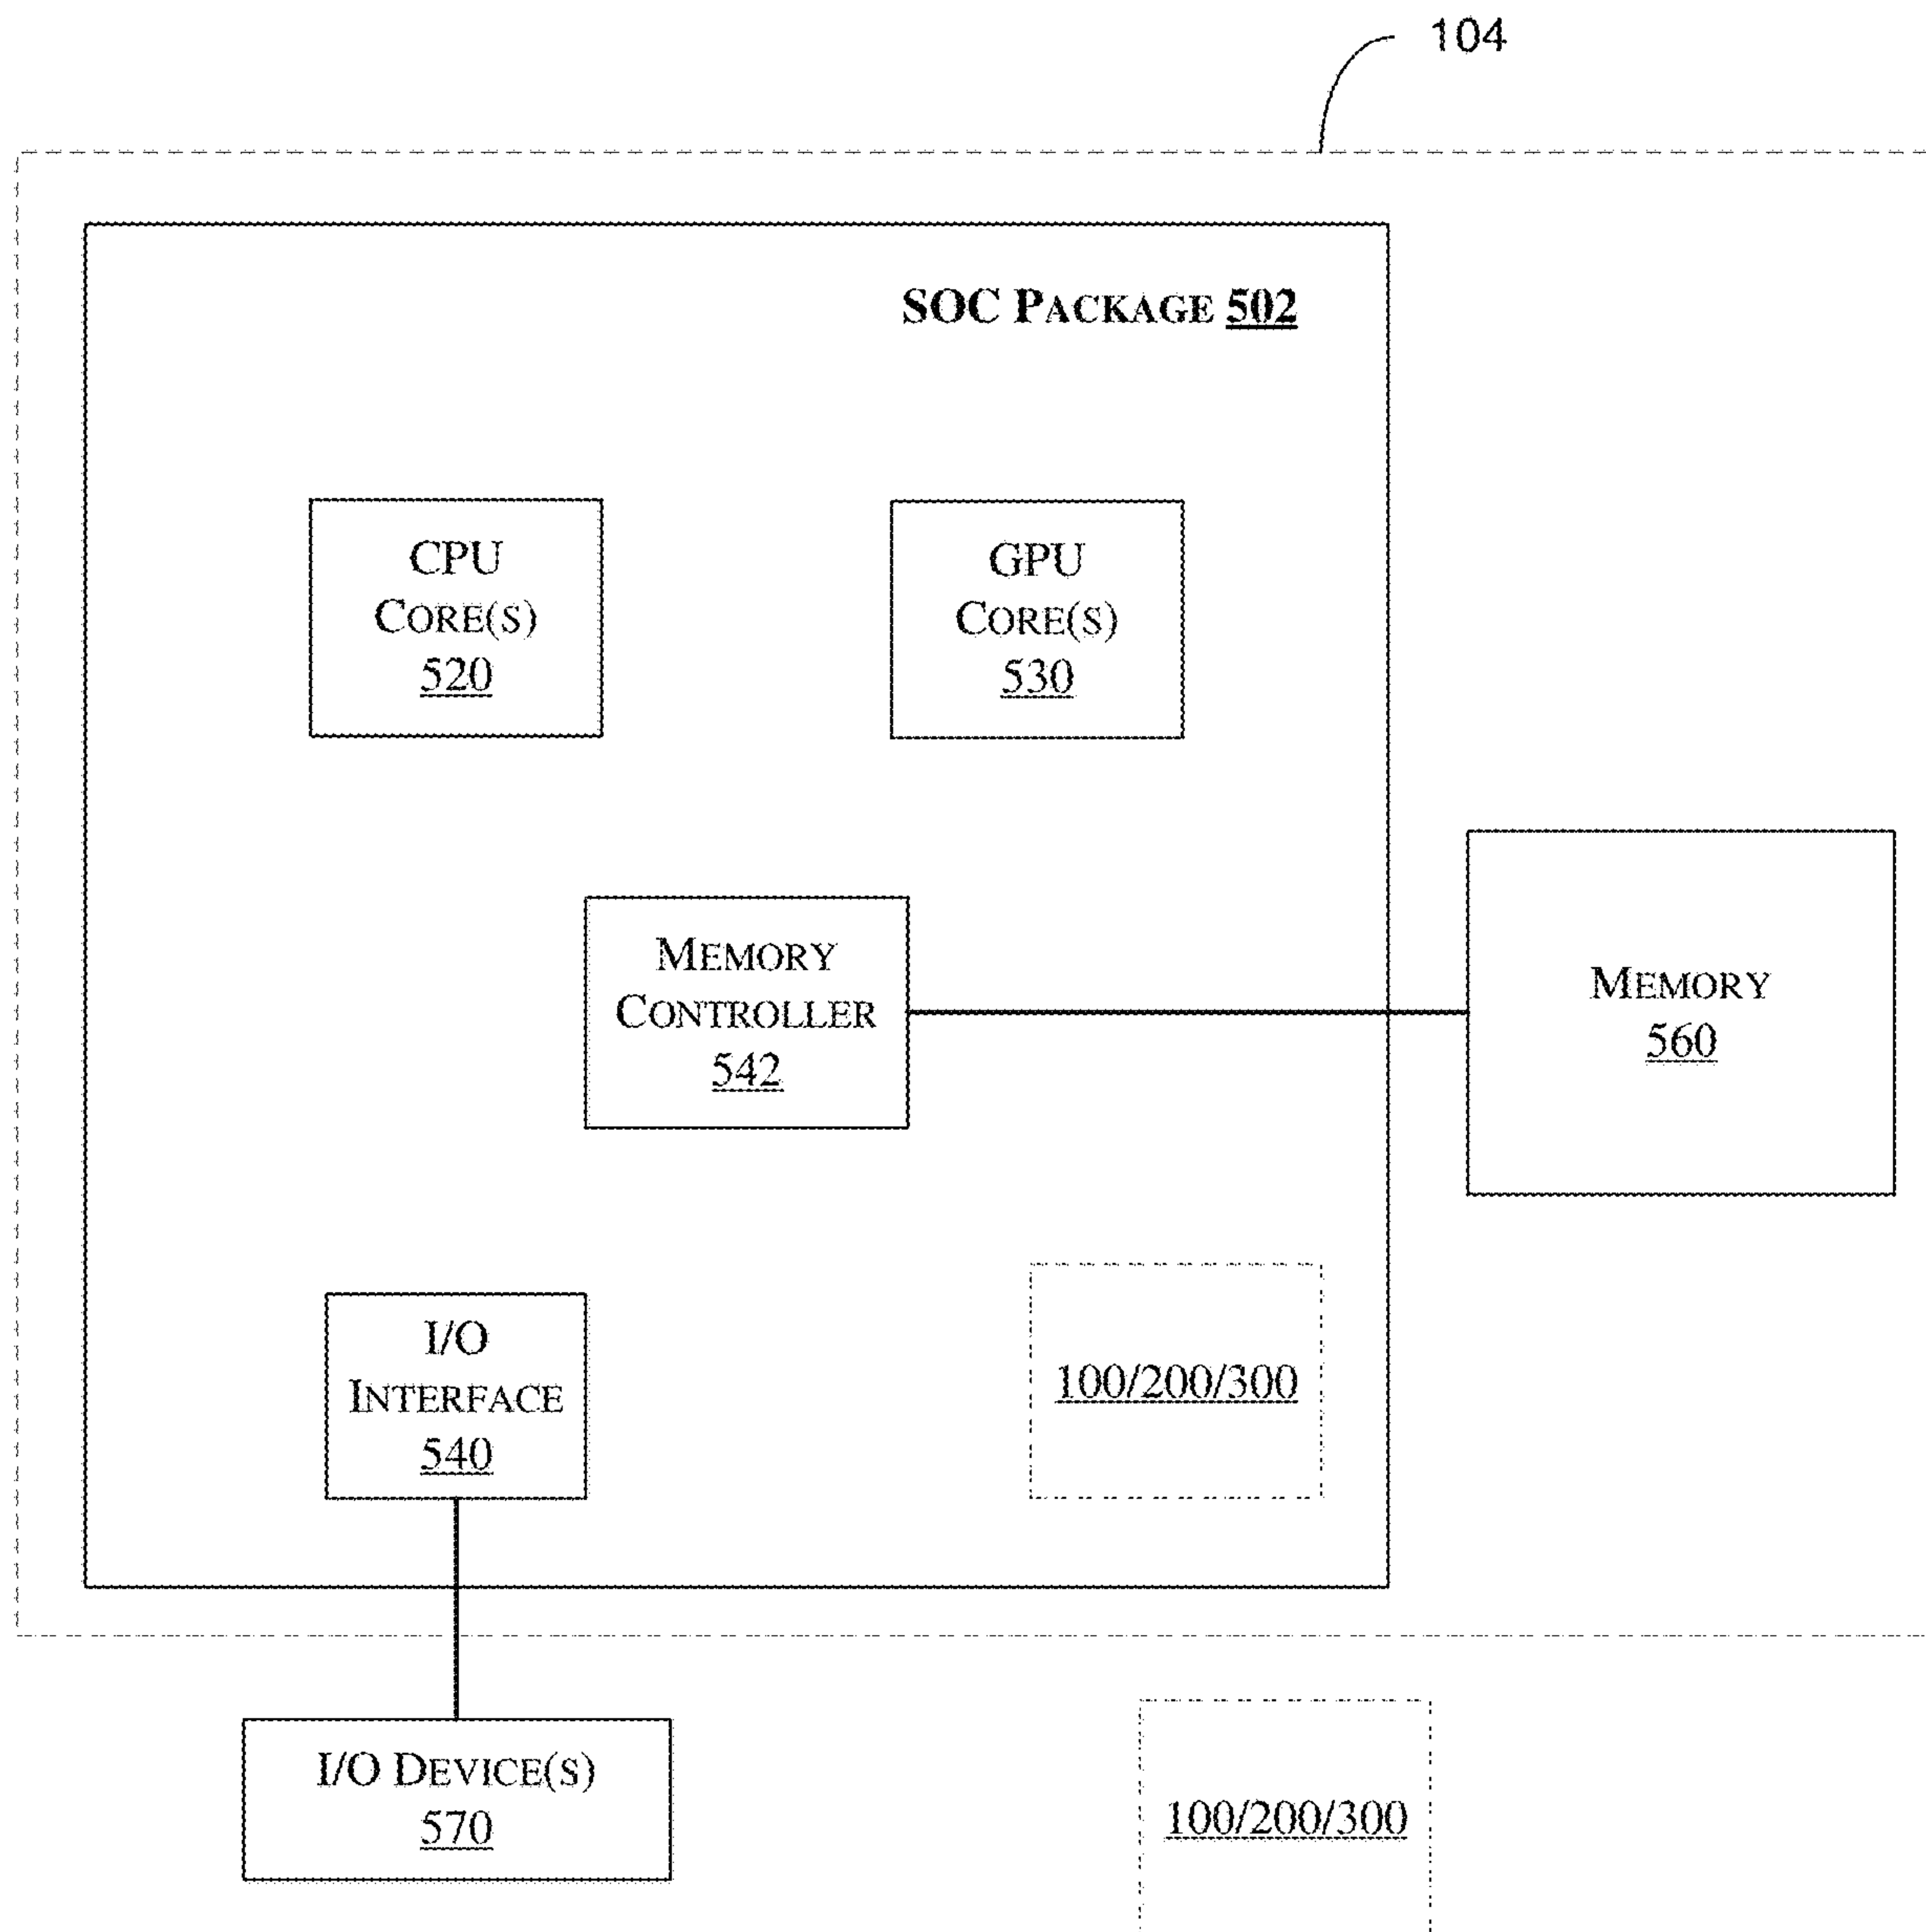 104
SOC PACKAGE 502
CPU
CORE(S)
520
GPU
CORE(S)
530
MEMORY
CONTROLLER
542
MEMORY
560
I/O
INTERFACE
540
100/200/300
I/O DEVICE(S)
570
100/200/300